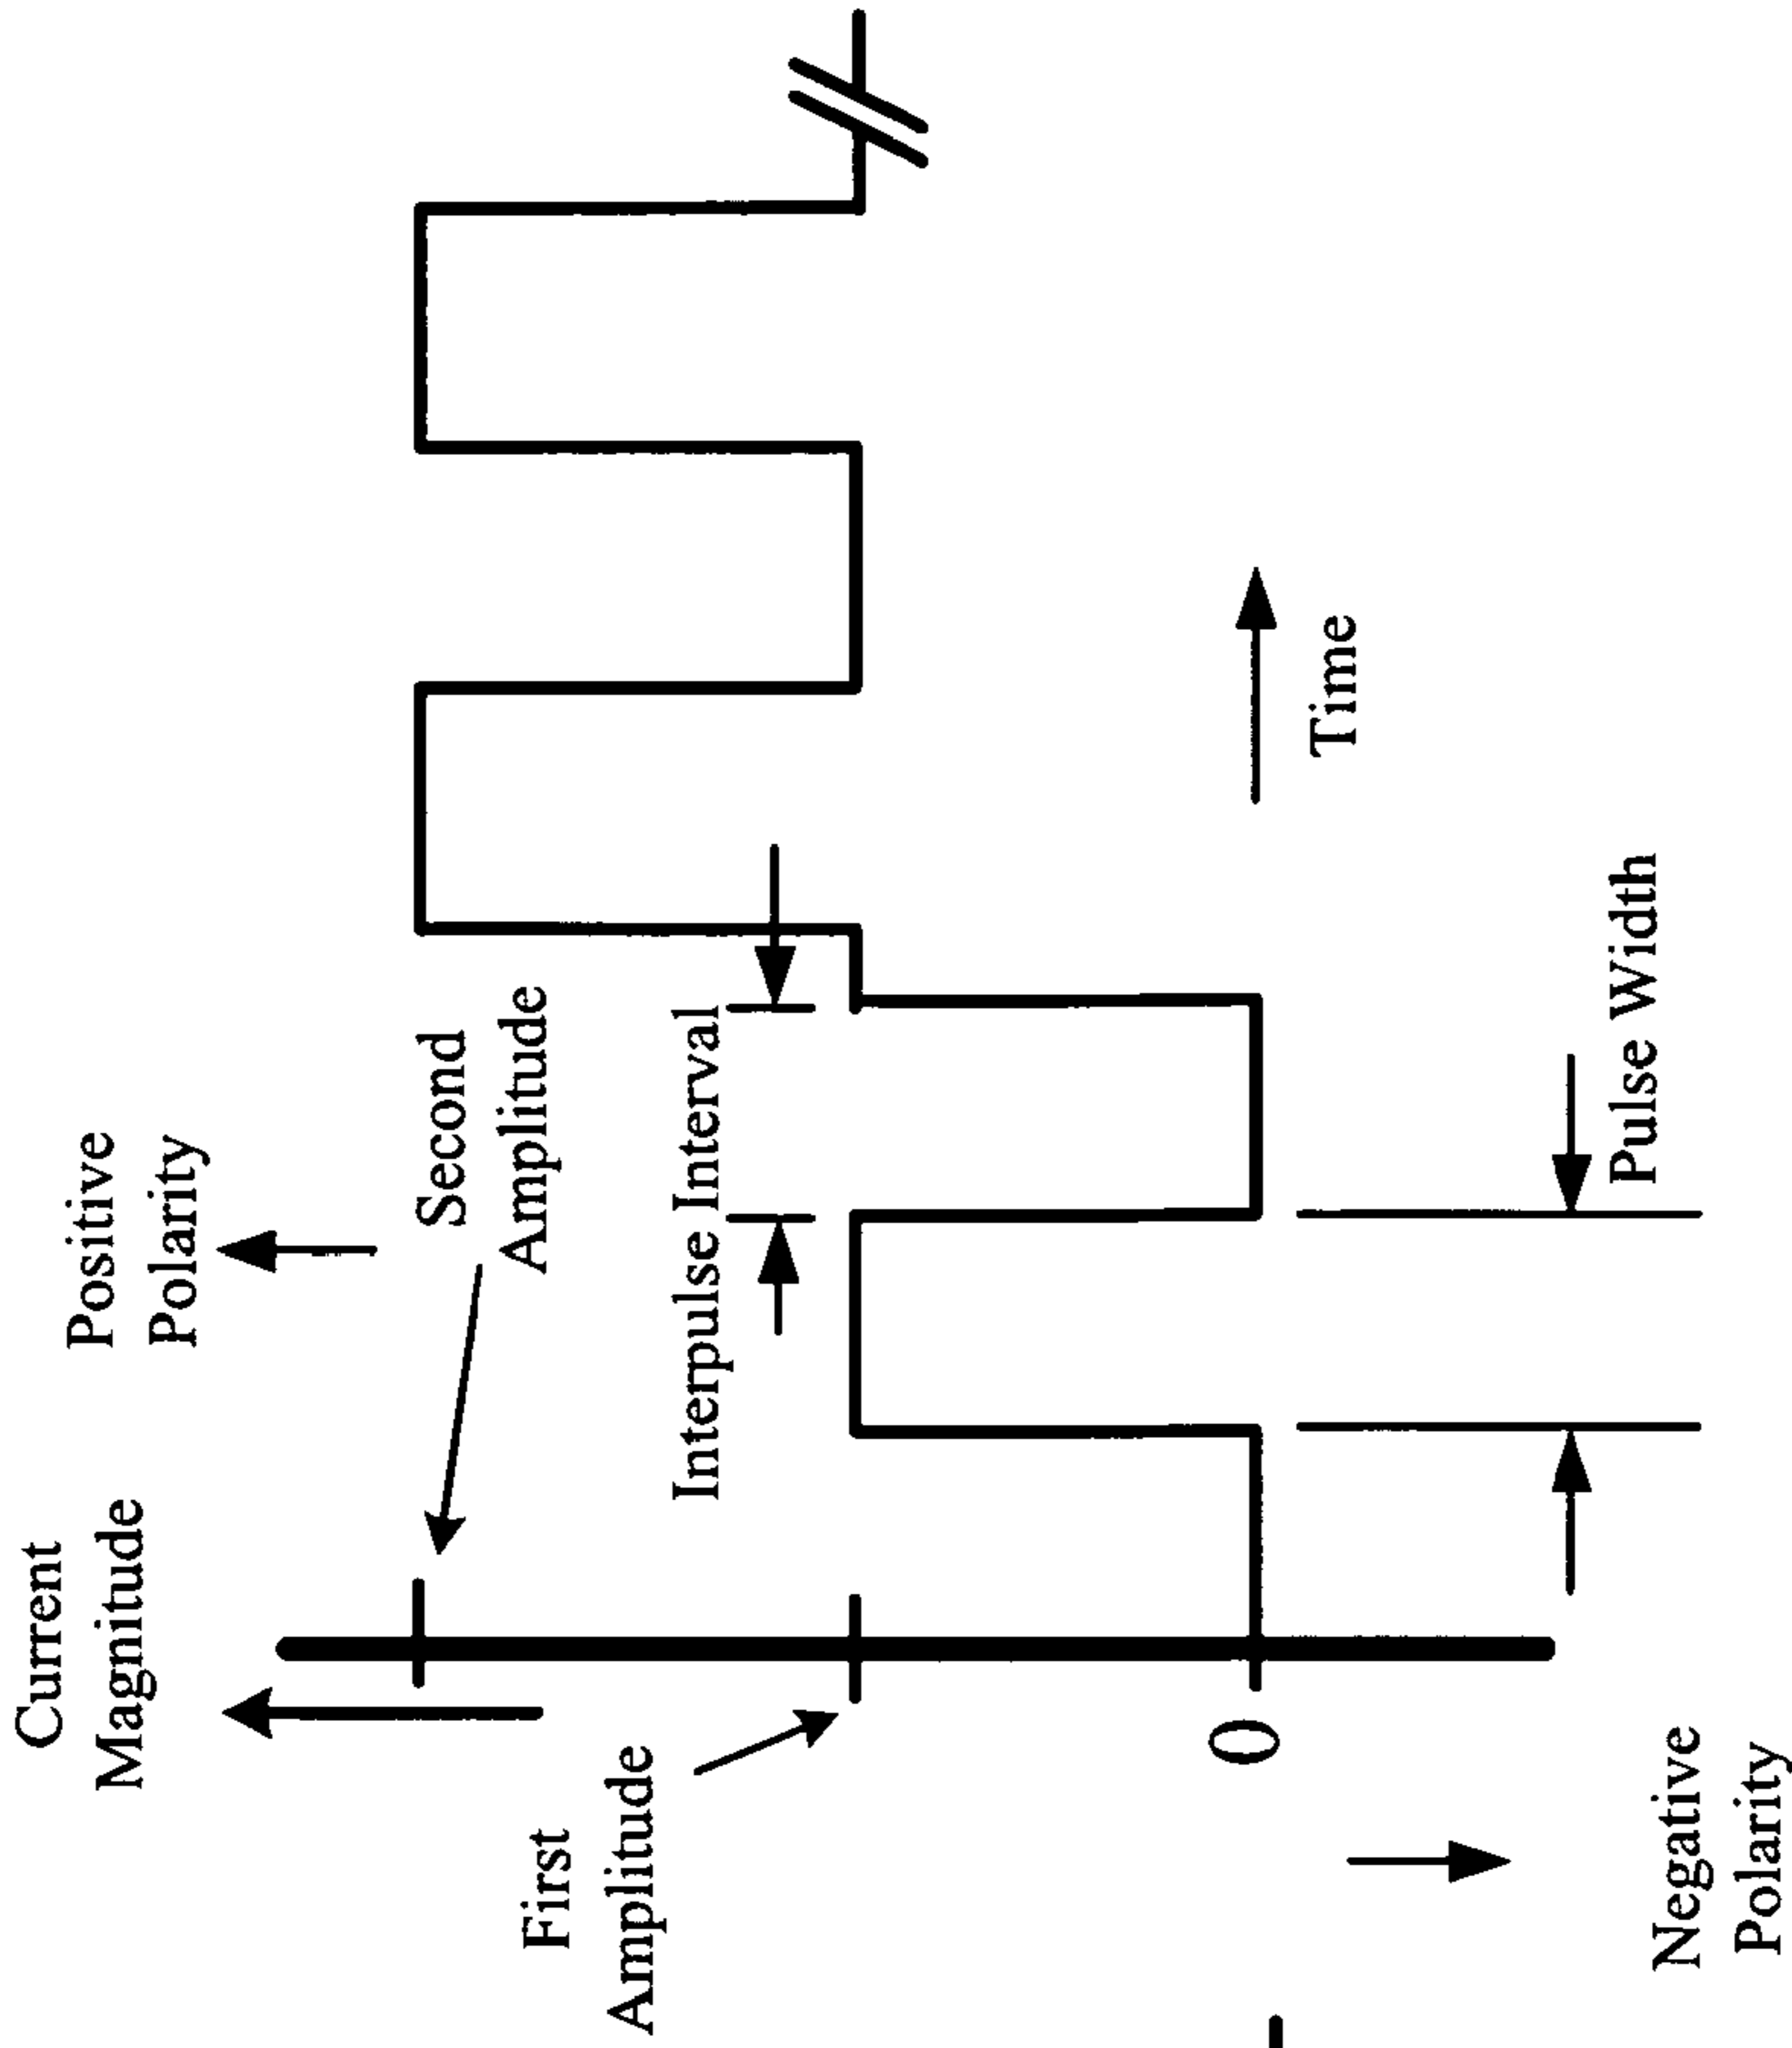 Current
Magnitude
Positive
Polarity
First
Amplitude
Second
Amplitude
Interpulse Interval
0
Time
Negative
Polarity
Pulse Width